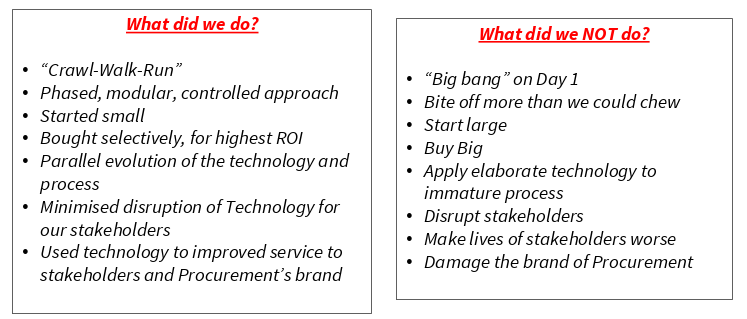 What did we do?
• “Crawl-Walk-Run”
• Phased, modular, controlled approach
• Started small
• Bought selectively, for highest ROI
• Parallel evolution of the technology and
process
• Minimised disruption of Technology for
our stakeholders
• Used technology to improved service to
stakeholders and Procurement’s brand
What did we NOT do?
• “Big bang” on Day 1
• Bite off more than we could chew
• Start large
• Buy Big
• Apply elaborate technology to
immature process
• Disrupt stakeholders
• Make lives of stakeholders worse
• Damage the brand of Procurement